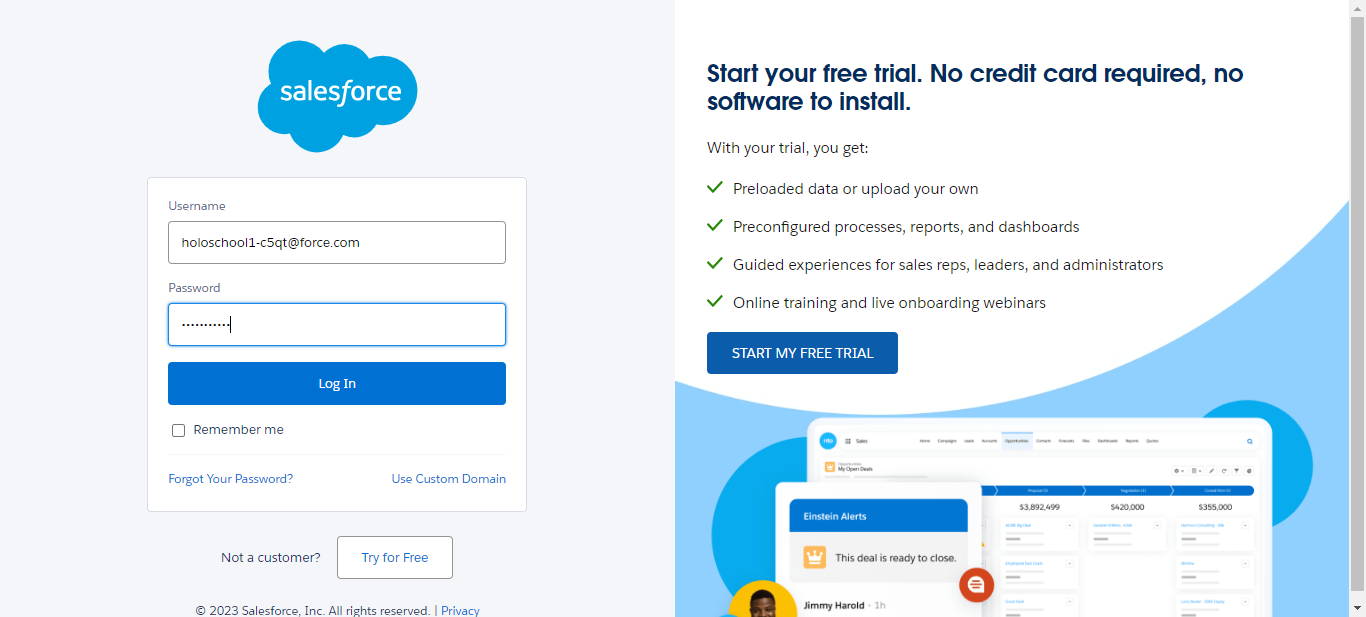 salesforce
Username
holoschool1-c5qt@force.com
Password
Log In
Remember me
Forgot Your Password?
Use Custom Domain
Not a customer?
Try for Free
© 2023 Salesforce, Inc. All rights reserved. | Privacy
Start your free trial. No credit card required, no
software to install.
With your trial, you get:
Preloaded data or upload your own
Preconfigured processes, reports, and dashboards
Guided experiences for sales reps, leaders, and administrators
Online training and live onboarding webinars
START MY FREE TRIAL
Sales
Home Campaigns Leads Accounts Opportunities Contacts Forecasts Files Dashboards Reports Quotes
Opportunities
My Open Deals
$3,892,499
$420,000
$355,000
Einstein Alerts
This deal is ready to close.
Jimmy Harold • 1h